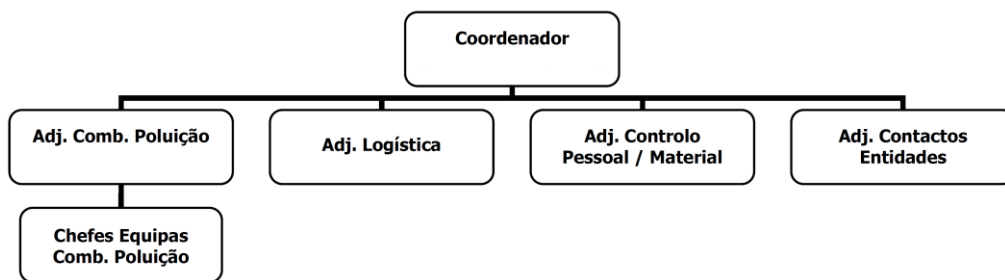 Coordenador
Adj. Comb. Poluição
Adj. Logística
Adj. Controlo
Pessoal / Material
Adj. Contactos
Entidades
Chefes Equipas
Comb. Poluição